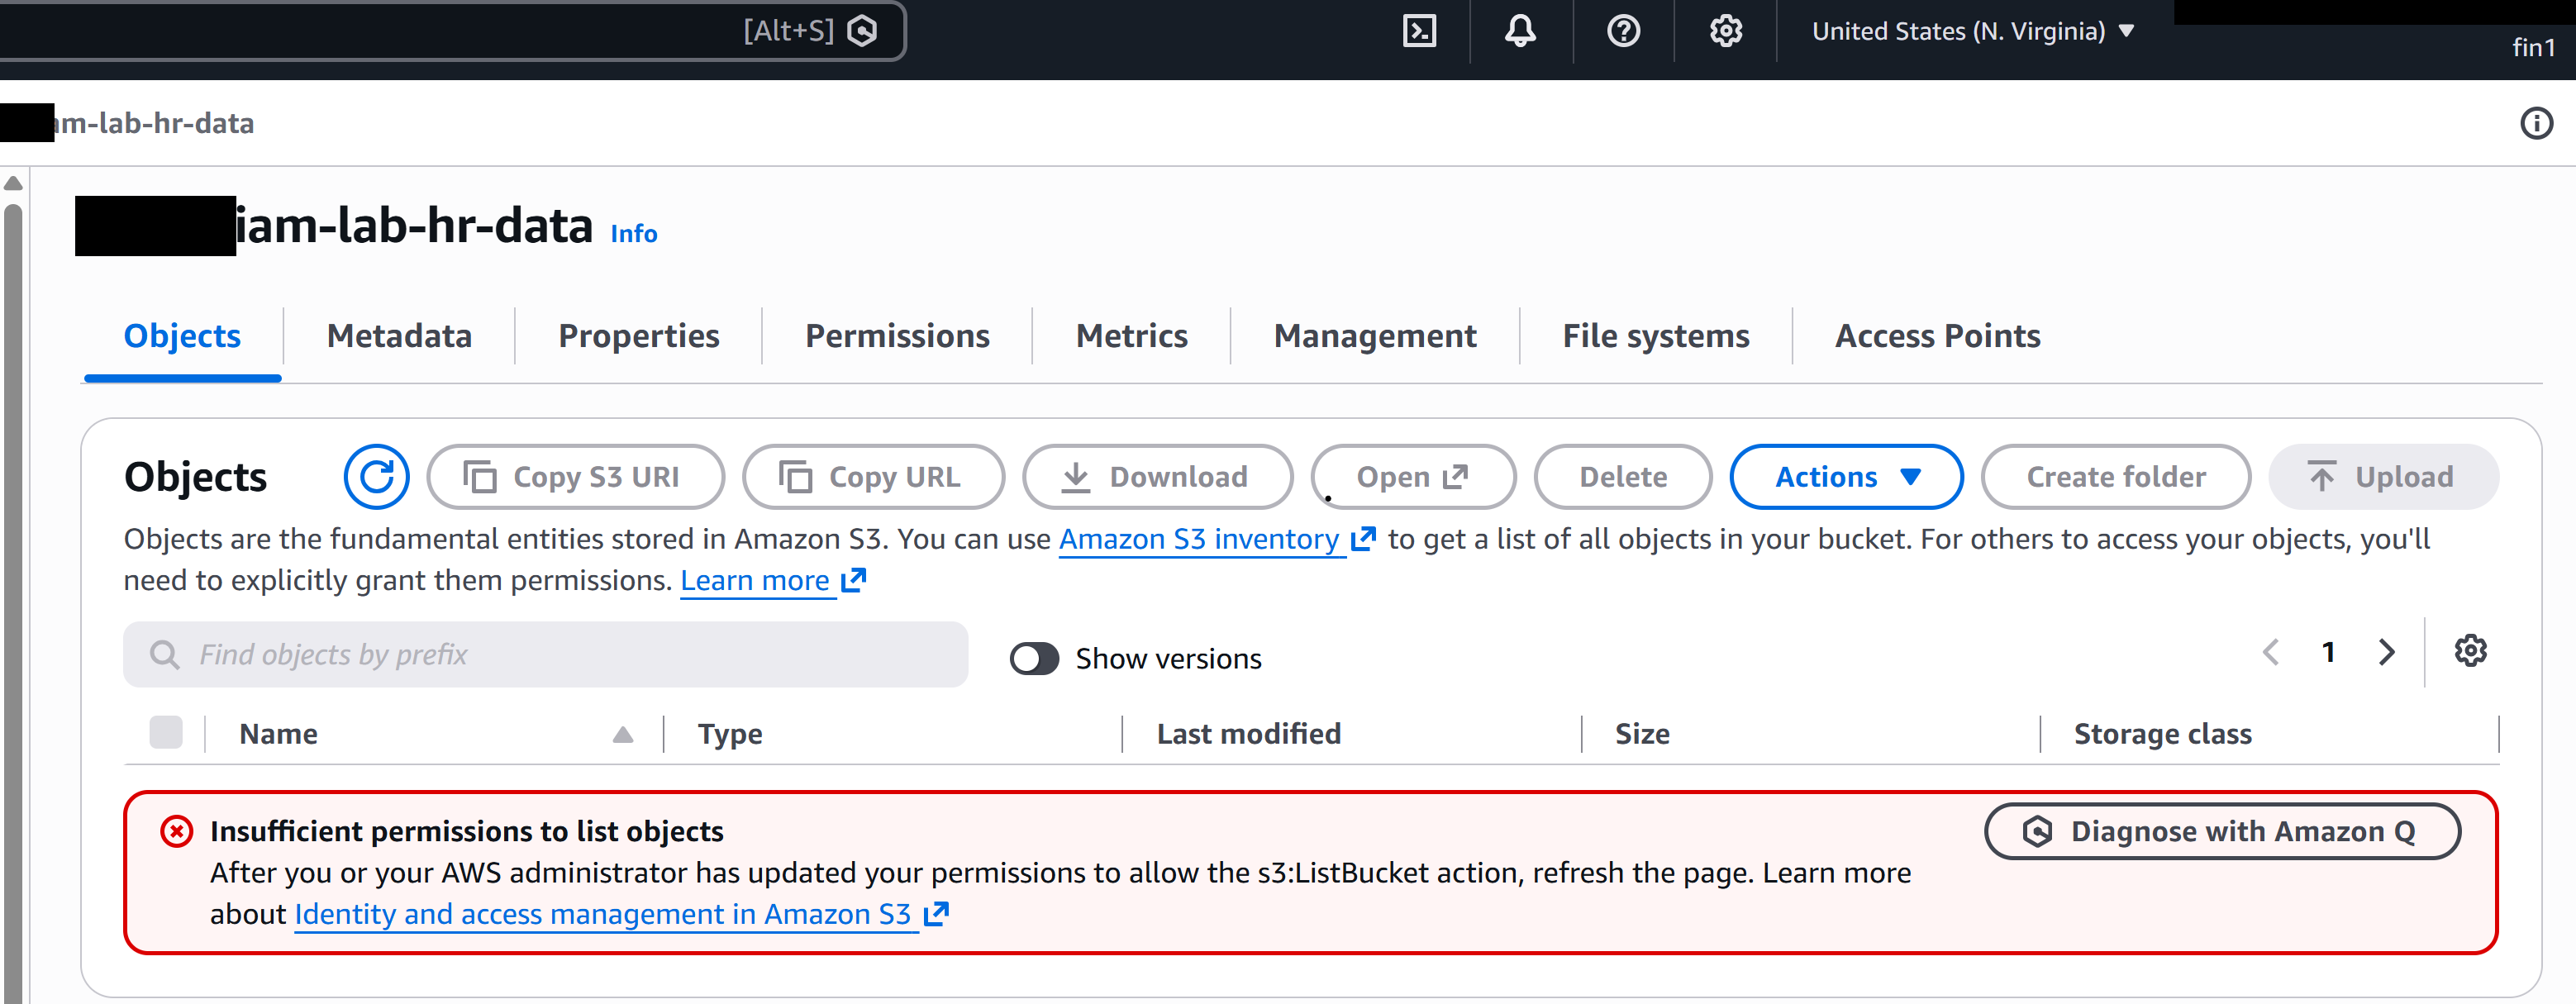 [Alt+S]
United States (N. Virginia)
fin1
am-lab-hr-data
iam-lab-hr-data Info
Objects Metadata Properties Permissions Metrics Management File systems Access Points
Objects Copy S3 URI Copy URL Download Open Delete Actions Create folder Upload
Objects are the fundamental entities stored in Amazon S3. You can use Amazon S3 inventory to get a list of all objects in your bucket. For others to access your objects, you'll
need to explicitly grant them permissions. Learn more
Find objects by prefix Show versions 1
Name Type Last modified Size Storage class
Insufficient permissions to list objects Diagnose with Amazon Q
After you or your AWS administrator has updated your permissions to allow the s3:ListBucket action, refresh the page. Learn more
about Identity and access management in Amazon S3